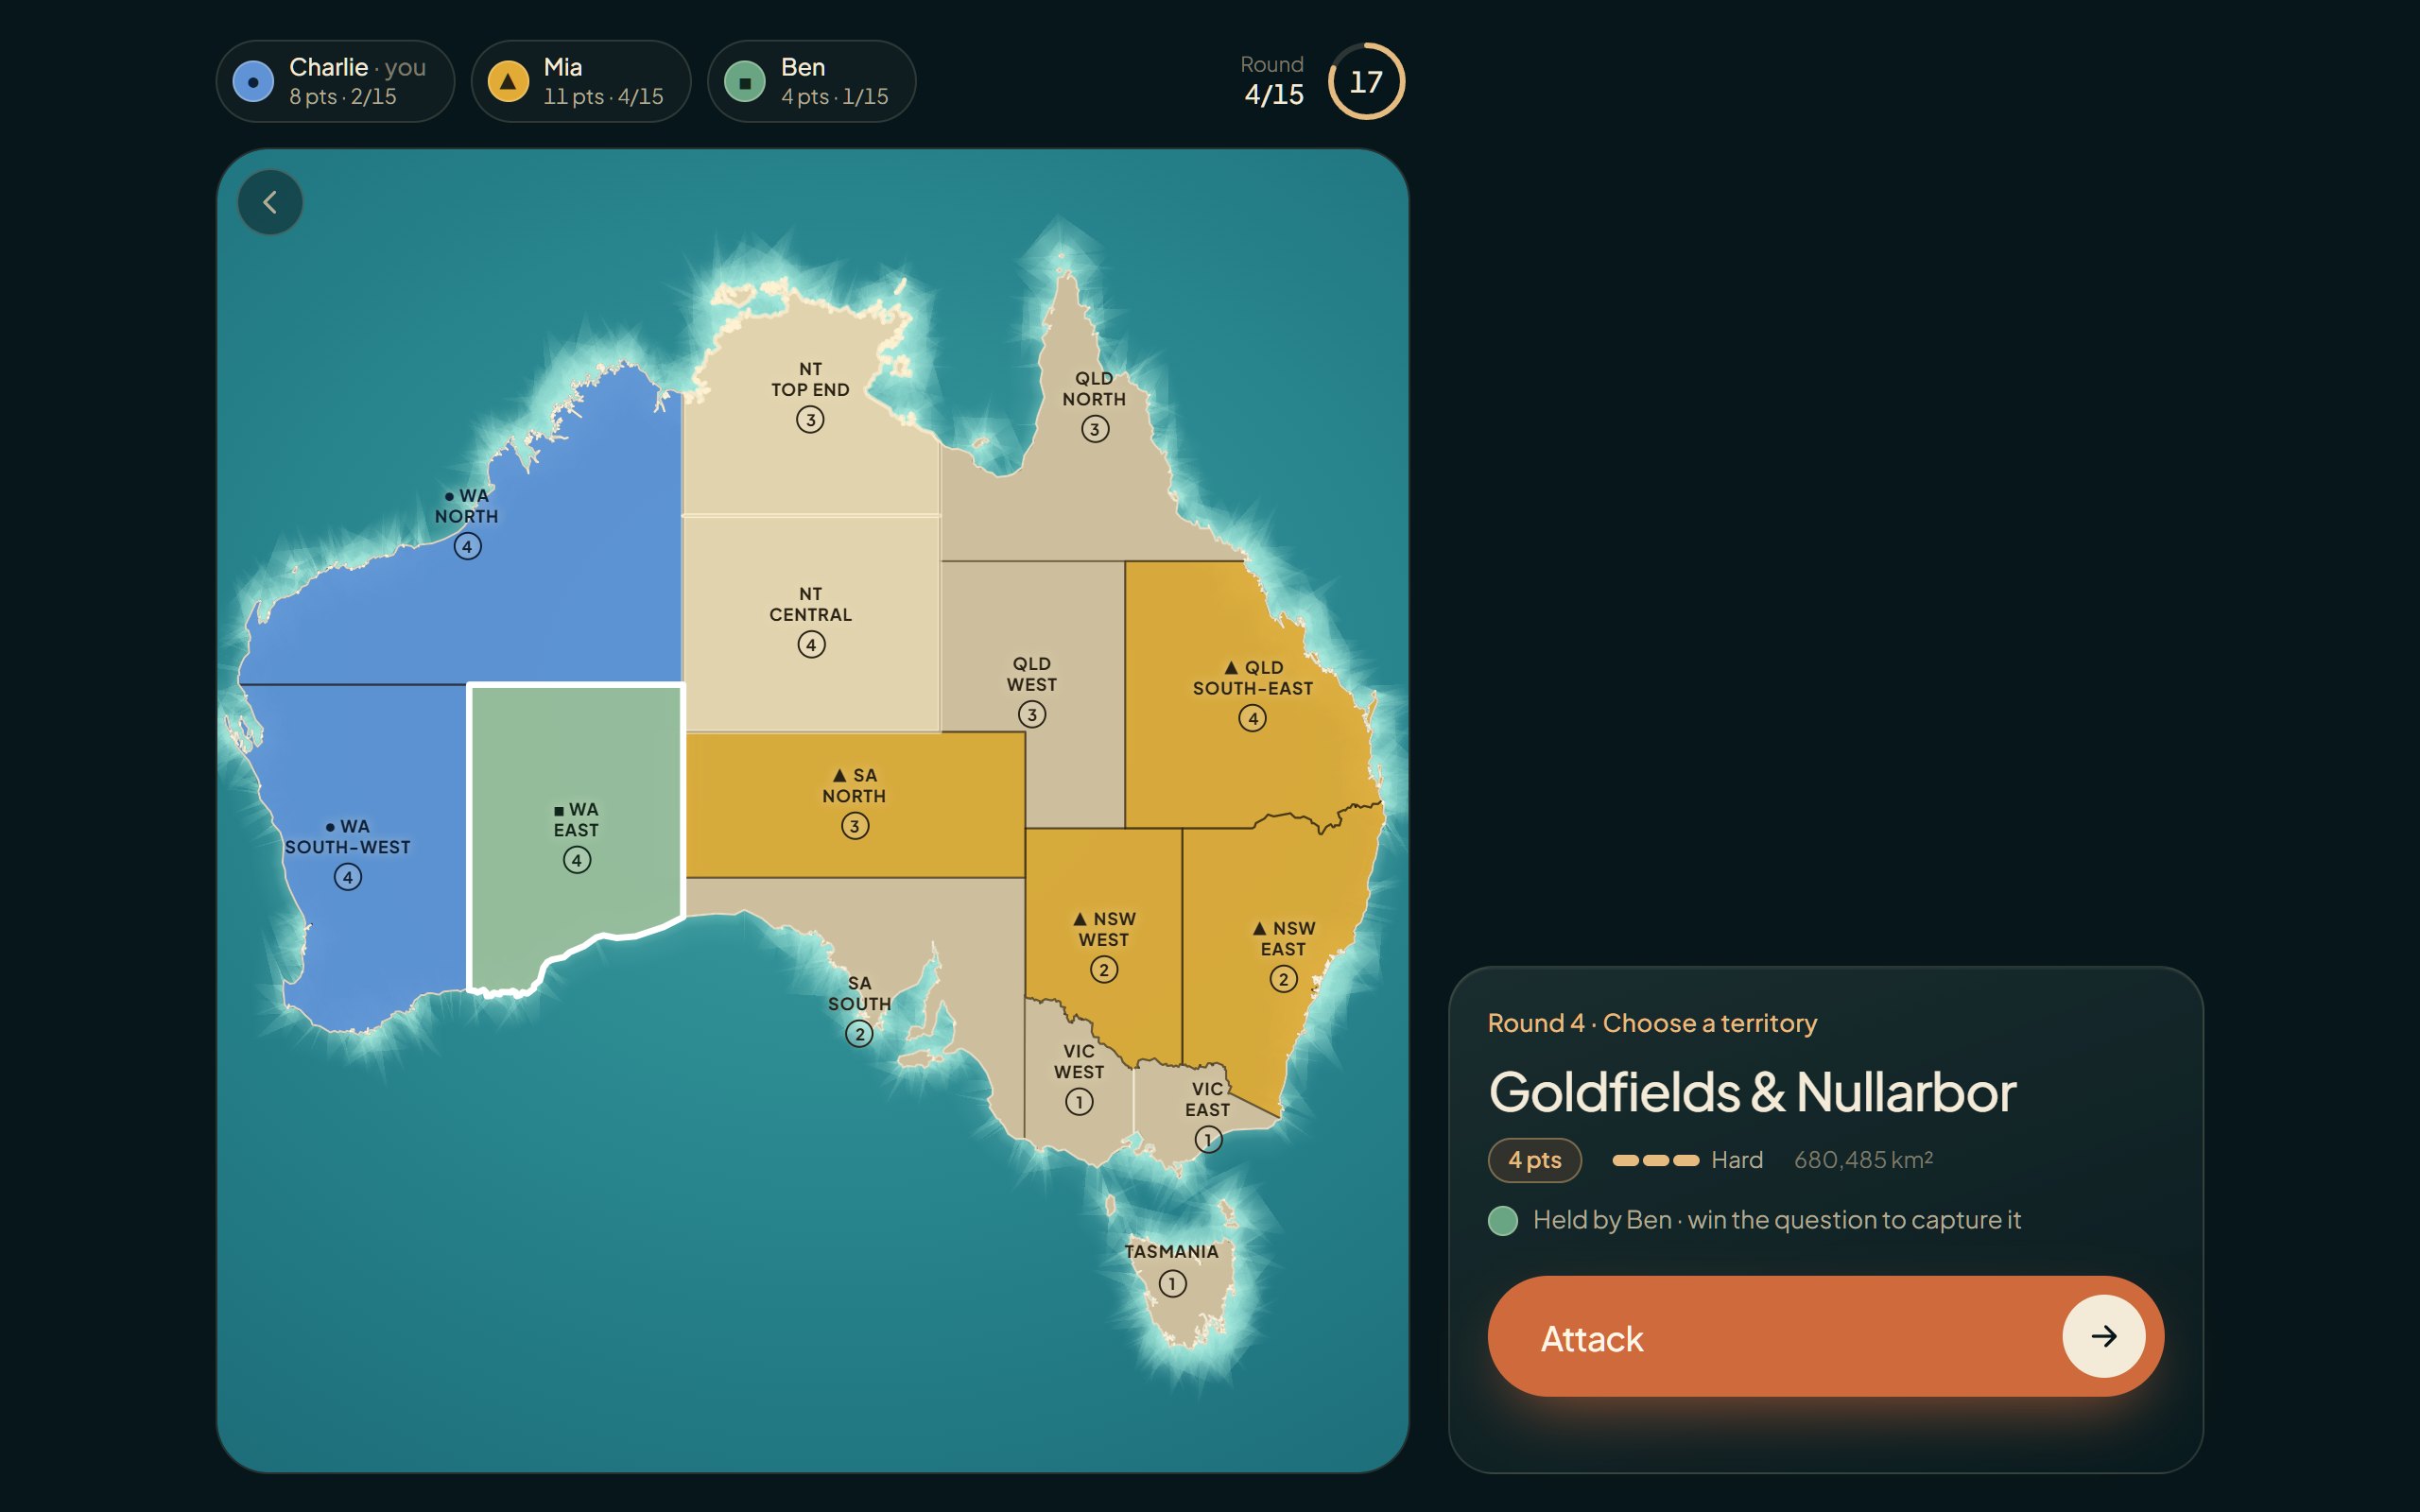 Charlie · you
8 pts · 2/15
Mia
11 pts · 4/15
Ben
4 pts · 1/15
Round
4/15
17
NT
TOP END
3
QLD
NORTH
3
● WA
NORTH
4
NT
CENTRAL
4
QLD
WEST
3
▲ QLD
SOUTH-EAST
4
▲ SA
NORTH
3
■ WA
EAST
4
● WA
SOUTH-WEST
4
▲ NSW
WEST
2
▲ NSW
EAST
2
SA
SOUTH
2
VIC
WEST
1
VIC
EAST
1
TASMANIA
1
Round 4 · Choose a territory
Goldfields & Nullarbor
4 pts
Hard
680,485 km²
Held by Ben · win the question to capture it
Attack